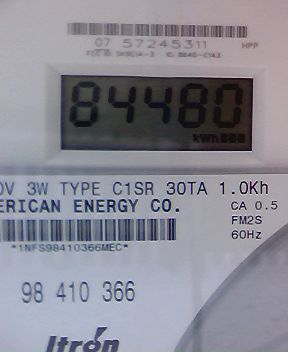 07 57245311 HPP
84480
kWh
0V 3W TYPE C1SR 30TA 1.0Kh
ERICAN ENERGY CO. CA 0.5
FM2S
*1NFS98410366MEC* 60Hz
98 410 366
Itron